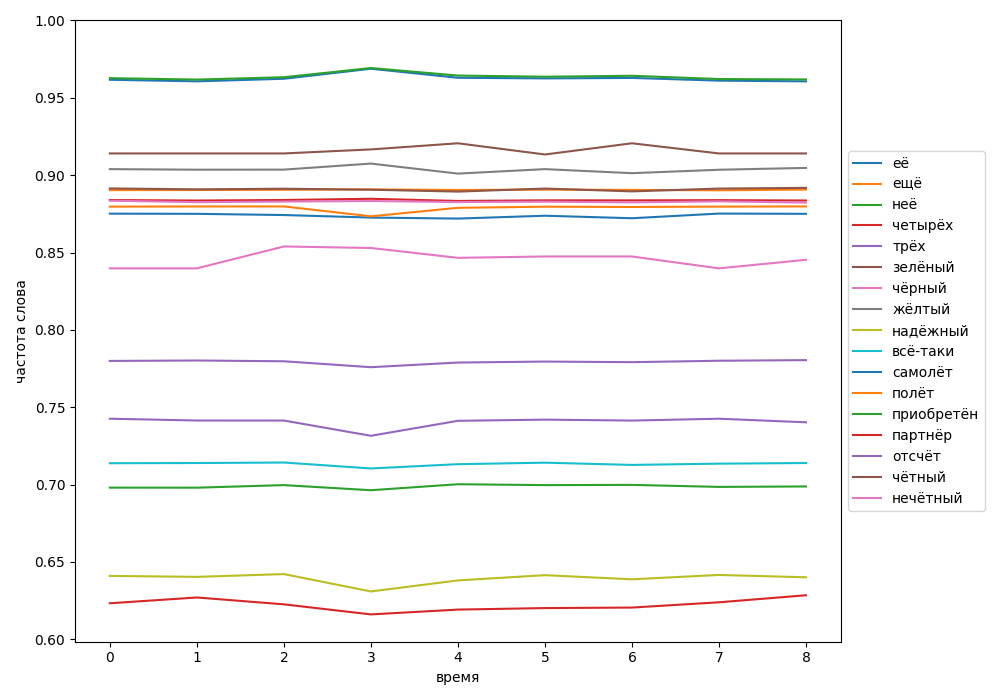 1.00
0.95
0.90
0.85
0.80
0.75
0.70
0.65
0.60
частота слова
0 1 2 3 4 5 6 7 8
время
её
ещё
неё
четырёх
трёх
зелёный
чёрный
жёлтый
надёжный
всё-таки
самолёт
полёт
приобретён
партнёр
отсчёт
чётный
нечётный